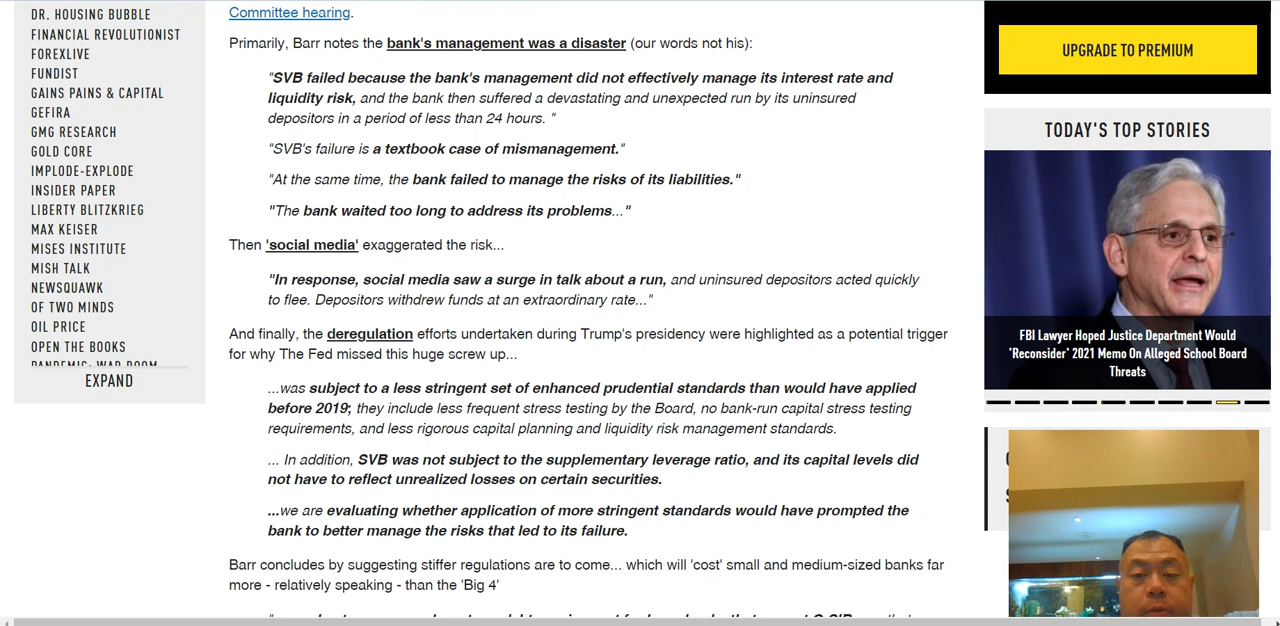 DR. HOUSING BUBBLE
FINANCIAL REVOLUTIONIST
FOREXLIVE
FUNDIST
GAINS PAINS & CAPITAL
GEFIRA
GMG RESEARCH
GOLD CORE
IMPLODE-EXPLODE
INSIDER PAPER
LIBERTY BLITZKRIEG
MAX KEISER
MISES INSTITUTE
MISH TALK
NEWSQUAWK
OF TWO MINDS
OIL PRICE
OPEN THE BOOKS
PANDEMIC: WAR ROOM
EXPAND
Committee hearing.
Primarily, Barr notes the bank's management was a disaster (our words not his):
"SVB failed because the bank's management did not effectively manage its interest rate and
liquidity risk, and the bank then suffered a devastating and unexpected run by its uninsured
depositors in a period of less than 24 hours. "
"SVB's failure is a textbook case of mismanagement."
"At the same time, the bank failed to manage the risks of its liabilities."
"The bank waited too long to address its problems..."
Then 'social media' exaggerated the risk...
"In response, social media saw a surge in talk about a run, and uninsured depositors acted quickly
to flee. Depositors withdrew funds at an extraordinary rate..."
And finally, the deregulation efforts undertaken during Trump's presidency were highlighted as a potential trigger
for why The Fed missed this huge screw up...
...was subject to a less stringent set of enhanced prudential standards than would have applied
before 2019; they include less frequent stress testing by the Board, no bank-run capital stress testing
requirements, and less rigorous capital planning and liquidity risk management standards.
... In addition, SVB was not subject to the supplementary leverage ratio, and its capital levels did
not have to reflect unrealized losses on certain securities.
...we are evaluating whether application of more stringent standards would have prompted the
bank to better manage the risks that led to its failure.
Barr concludes by suggesting stiffer regulations are to come... which will 'cost' small and medium-sized banks far
more - relatively speaking - than the 'Big 4'
UPGRADE TO PREMIUM
TODAY'S TOP STORIES
FBI Lawyer Hoped Justice Department Would
'Reconsider' 2021 Memo On Alleged School Board
Threats